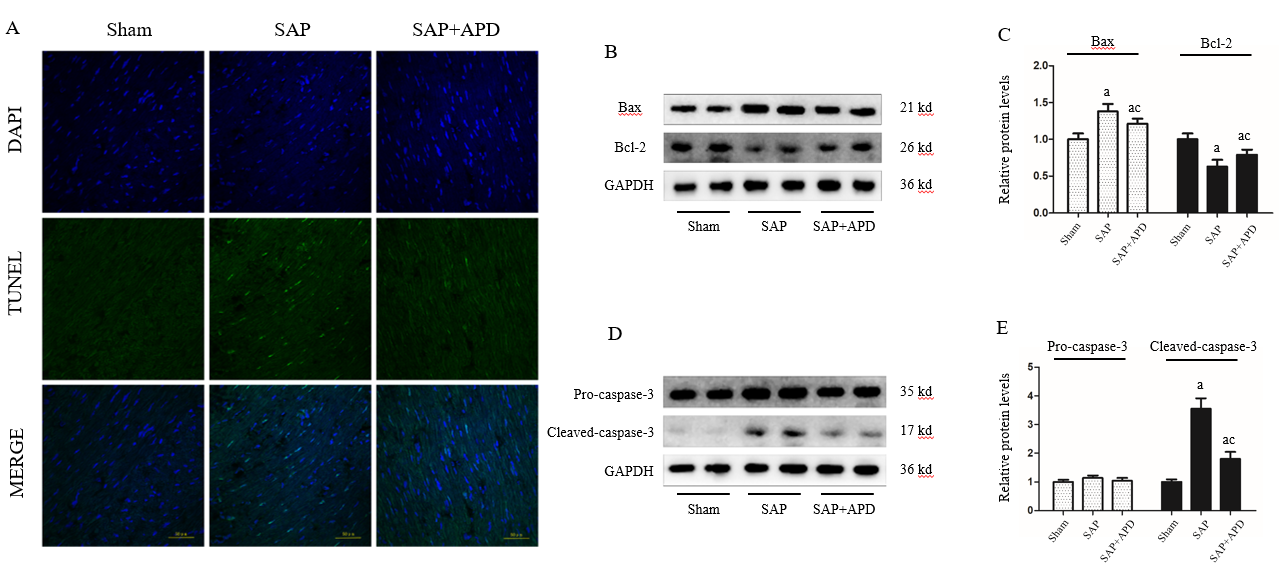 A
Sham
SAP
SAP+APD
DAPI
TUNEL
MERGE
B
Bax
21 kd
Bcl-2
26 kd
GAPDH
36 kd
Sham
SAP
SAP+APD
C
Bax
Bcl-2
Relative protein levels
2.0
1.5
1.0
0.5
0.0
a
ac
a
ac
Sham
SAP
SAP+APD
Sham
SAP
SAP+APD
D
Pro-caspase-3
35 kd
Cleaved-caspase-3
17 kd
GAPDH
36 kd
Sham
SAP
SAP+APD
E
Pro-caspase-3
Cleaved-caspase-3
Relative protein levels
5
4
3
2
1
0
a
ac
Sham
SAP
SAP+APD
Sham
SAP
SAP+APD